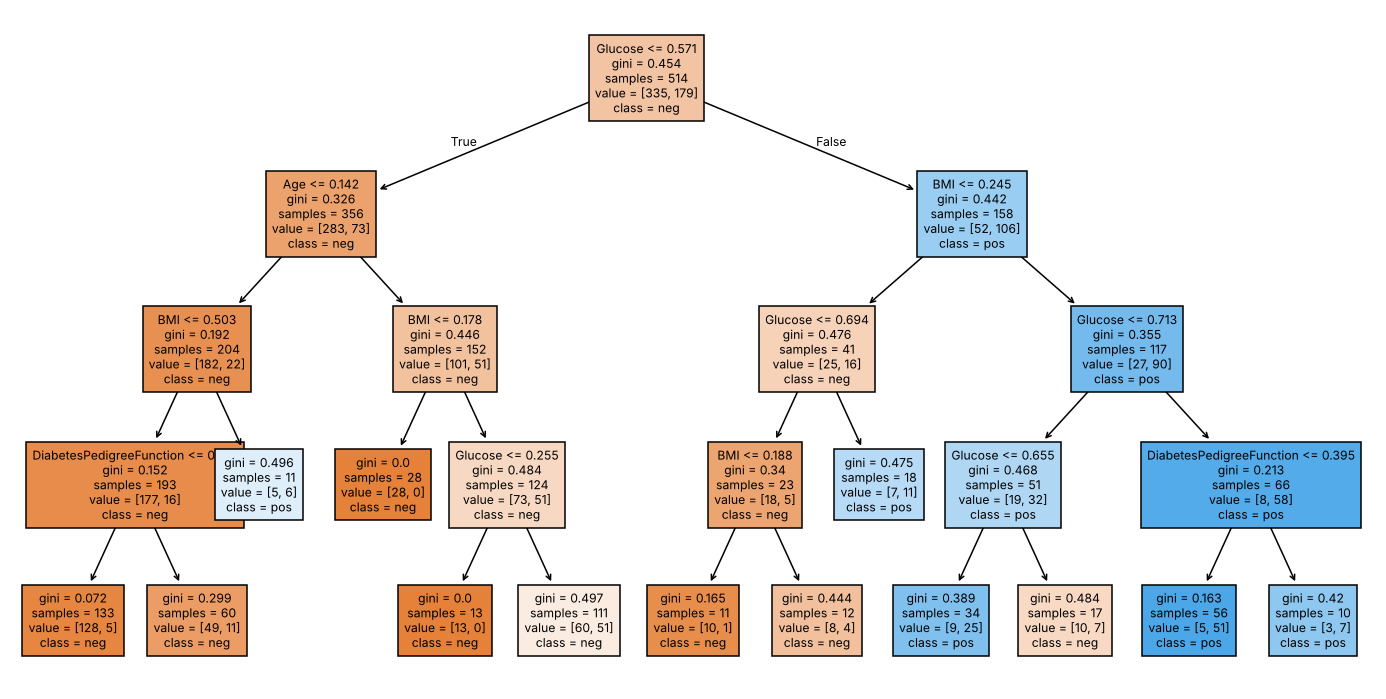 Glucose <= 0.571
gini = 0.454
samples = 514
value = [335, 179]
class = neg
True
False
Age <= 0.142
gini = 0.326
samples = 356
value = [283, 73]
class = neg
BMI <= 0.245
gini = 0.442
samples = 158
value = [52, 106]
class = pos
BMI <= 0.503
gini = 0.192
samples = 204
value = [182, 22]
class = neg
BMI <= 0.178
gini = 0.446
samples = 152
value = [101, 51]
class = neg
Glucose <= 0.694
gini = 0.476
samples = 41
value = [25, 16]
class = neg
Glucose <= 0.713
gini = 0.355
samples = 117
value = [27, 90]
class = pos
DiabetesPedigreeFunction <=
gini = 0.152
samples = 193
value = [177, 16]
class = neg
gini = 0.496
samples = 11
value = [5, 6]
class = pos
gini = 0.0
samples = 28
value = [28, 0]
class = neg
Glucose <= 0.255
gini = 0.484
samples = 124
value = [73, 51]
class = neg
BMI <= 0.188
gini = 0.34
samples = 23
value = [18, 5]
class = neg
gini = 0.475
samples = 18
value = [7, 11]
class = pos
Glucose <= 0.655
gini = 0.468
samples = 51
value = [19, 32]
class = pos
DiabetesPedigreeFunction <= 0.395
gini = 0.213
samples = 66
value = [8, 58]
class = pos
gini = 0.072
samples = 133
value = [128, 5]
class = neg
gini = 0.299
samples = 60
value = [49, 11]
class = neg
gini = 0.0
samples = 13
value = [13, 0]
class = neg
gini = 0.497
samples = 111
value = [60, 51]
class = neg
gini = 0.165
samples = 11
value = [10, 1]
class = neg
gini = 0.444
samples = 12
value = [8, 4]
class = neg
gini = 0.389
samples = 34
value = [9, 25]
class = pos
gini = 0.484
samples = 17
value = [10, 7]
class = neg
gini = 0.163
samples = 56
value = [5, 51]
class = pos
gini = 0.42
samples = 10
value = [3, 7]
class = pos